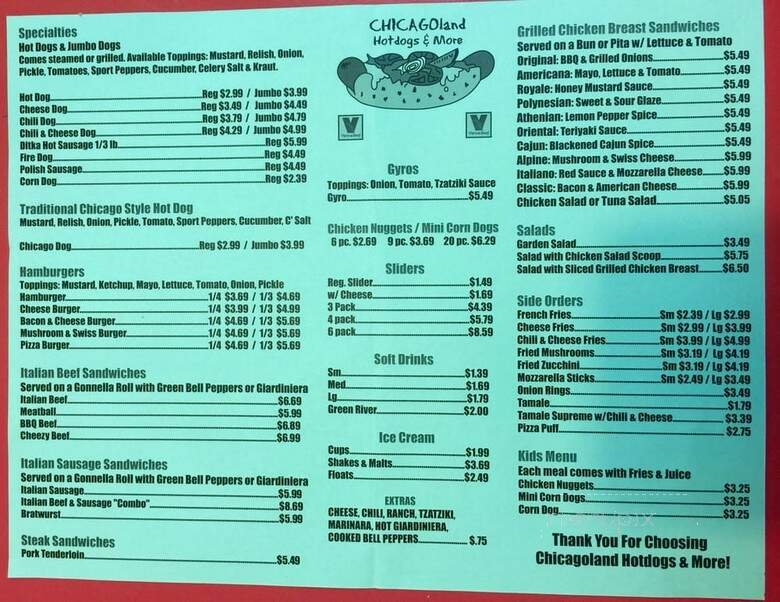 Specialties
Hot Dogs & Jumbo Dogs
Comes steamed or grilled. Available Toppings: Mustard, Relish, Onion,
Pickle, Tomatoes, Sport Peppers, Cucumber, Celery Salt & Kraut.
Hot Dog Reg $2.99 / Jumbo $3.99
Cheese Dog Reg $3.49 / Jumbo $4.49
Chili Dog Reg $3.79 / Jumbo $4.79
Chili & Cheese Dog Reg $4.29 / Jumbo $4.99
Ditka Hot Sausage 1/3 lb Reg $5.99
Fire Dog Reg $4.49
Polish Sausage Reg $4.49
Corn Dog Reg $2.39
Traditional Chicago Style Hot Dog
Mustard, Relish, Onion, Pickle, Tomato, Sport Peppers, Cucumber, C' Salt
Chicago Dog Reg $2.99 / Jumbo $3.99
Hamburgers
Toppings: Mustard, Ketchup, Mayo, Lettuce, Tomato, Onion, Pickle
Hamburger 1/4 $3.69 / 1/3 $4.69
Cheese Burger 1/4 $3.99 / 1/3 $4.99
Bacon & Cheese Burger 1/4 $4.69 / 1/3 $5.69
Mushroom & Swiss Burger 1/4 $4.69 / 1/3 $5.69
Pizza Burger 1/4 $4.69 / 1/3 $5.69
Italian Beef Sandwiches
Served on a Gonnella Roll with Green Bell Peppers or Giardiniera
Italian Beef $6.69
Meatball $5.99
BBQ Beef $6.89
Cheezy Beef $6.99
Italian Sausage Sandwiches
Served on a Gonnella Roll with Green Bell Peppers or Giardiniera
Italian Sausage $5.99
Italian Beef & Sausage "Combo" $8.69
Bratwurst $5.99
Steak Sandwiches
Pork Tenderloin $5.49
CHICAGOland
Hotdogs & More
V
V
Gyros
Toppings: Onion, Tomato, Tzatziki Sauce
Gyro $5.49
Chicken Nuggets / Mini Corn Dogs
6 pc. $2.69 9 pc. $3.69 20 pc. $6.29
Sliders
Reg. Slider $1.49
w/ Cheese $1.69
3 Pack $4.39
4 pack $5.79
6 pack $8.59
Soft Drinks
Sm $1.39
Med $1.69
Lg $1.79
Green River $2.00
Ice Cream
Cups $1.99
Shakes & Malts $3.69
Floats $2.49
EXTRAS
CHEESE, CHILI, RANCH, TZATZIKI,
MARINARA, HOT GIARDINIERA,
COOKED BELL PEPPERS $.75
Grilled Chicken Breast Sandwiches
Served on a Bun or Pita w/ Lettuce & Tomato
Original: BBQ & Grilled Onions $5.49
Americana: Mayo, Lettuce & Tomato $5.49
Royale: Honey Mustard Sauce $5.49
Polynesian: Sweet & Sour Glaze $5.49
Athenian: Lemon Pepper Spice $5.49
Oriental: Teriyaki Sauce $5.49
Cajun: Blackened Cajun Spice $5.49
Alpine: Mushroom & Swiss Cheese $5.99
Italiano: Red Sauce & Mozzarella Cheese $5.99
Classic: Bacon & American Cheese $5.99
Chicken Salad or Tuna Salad $5.05
Salads
Garden Salad $3.49
Salad with Chicken Salad Scoop $5.75
Salad with Sliced Grilled Chicken Breast $6.50
Side Orders
French Fries Sm $2.39 / Lg $2.99
Cheese Fries Sm $2.99 / Lg $3.99
Chili & Cheese Fries Sm $3.99 / Lg $4.99
Fried Mushrooms Sm $3.19 / Lg $4.19
Fried Zucchini Sm $3.19 / Lg $4.19
Mozzarella Sticks Sm $2.49 / Lg $3.49
Onion Rings $3.49
Tamale $1.79
Tamale Supreme w/Chili & Cheese $3.39
Pizza Puff $2.75
Kids Menu
Each meal comes with Fries & Juice
Chicken Nuggets $3.25
Mini Corn Dogs $3.25
Corn Dog $3.25
Thank You For Choosing
Chicagoland Hotdogs & More!